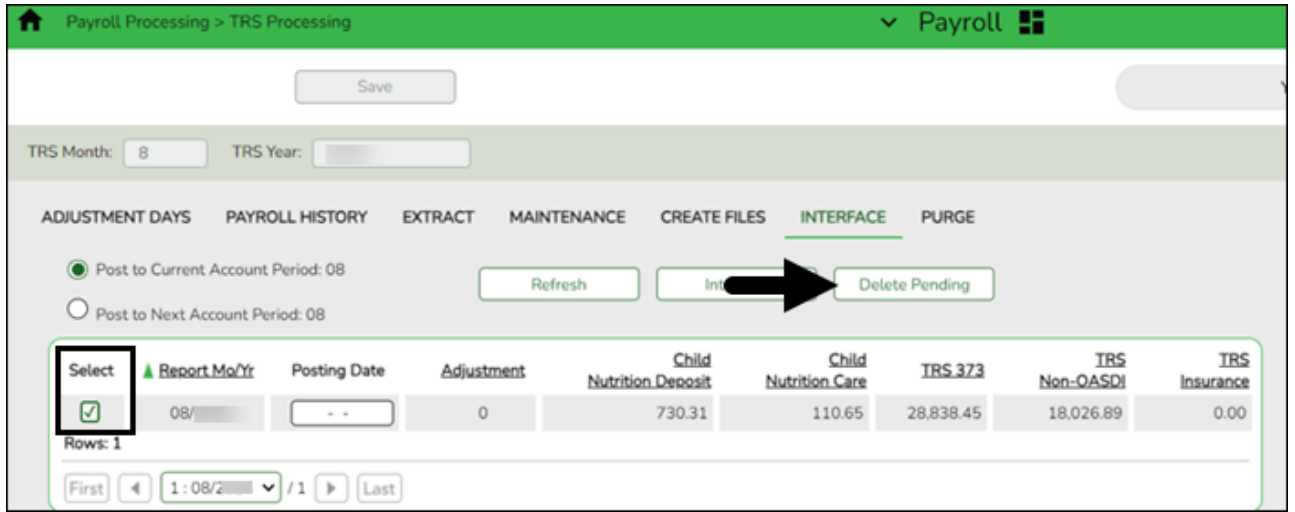 Payroll Processing > TRS Processing
Payroll
Save
TRS Month: 8 TRS Year:
ADJUSTMENT DAYS PAYROLL HISTORY EXTRACT MAINTENANCE CREATE FILES INTERFACE PURGE
Post to Current Account Period: 08
Refresh Delete Pending
Post to Next Account Period: 08
Select Report Mo/Yr Posting Date Adjustment Child Nutrition Deposit Child Nutrition Care TRS 373 TRS Non-OASDI TRS Insurance
08/ - - 0 730.31 110.65 28,838.45 18,026.89 0.00
Rows: 1
First 1 : 08/2 / 1 Last